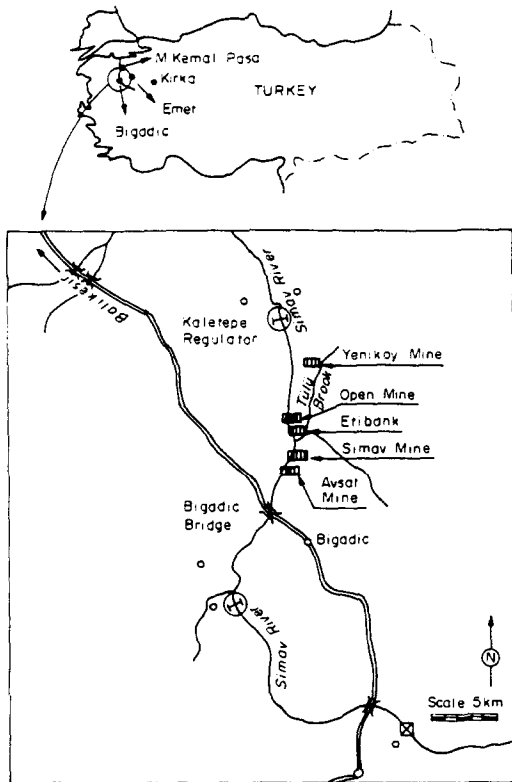 M Kemal Pasa
Kirka
TURKEY
Emet
Bigadic
Balikesir
Simav River
Kaletepe
Regulator
Yenikoy Mine
Tulu
Brook
Open Mine
Etibank
Simav Mine
Avsat
Mine
Bigadic
Bridge
Bigadic
Simav River
N
Scale 5km